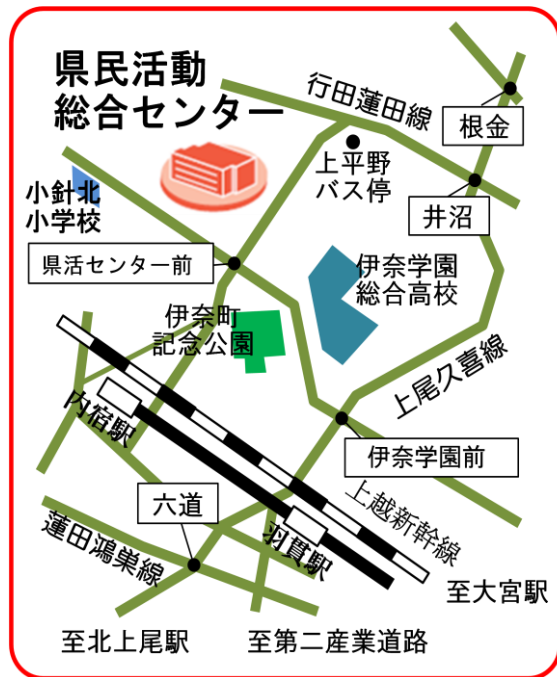 県民活動
総合センター
行田蓮田線
根金
上平野
バス停
井沼
小針北
小学校
県活センター前
伊奈学園
総合高校
伊奈町
記念公園
上尾久喜線
内宿駅
伊奈学園前
六道
上越新幹線
羽貫駅
蓮田鴻巣線
至大宮駅
至北上尾駅
至第二産業道路